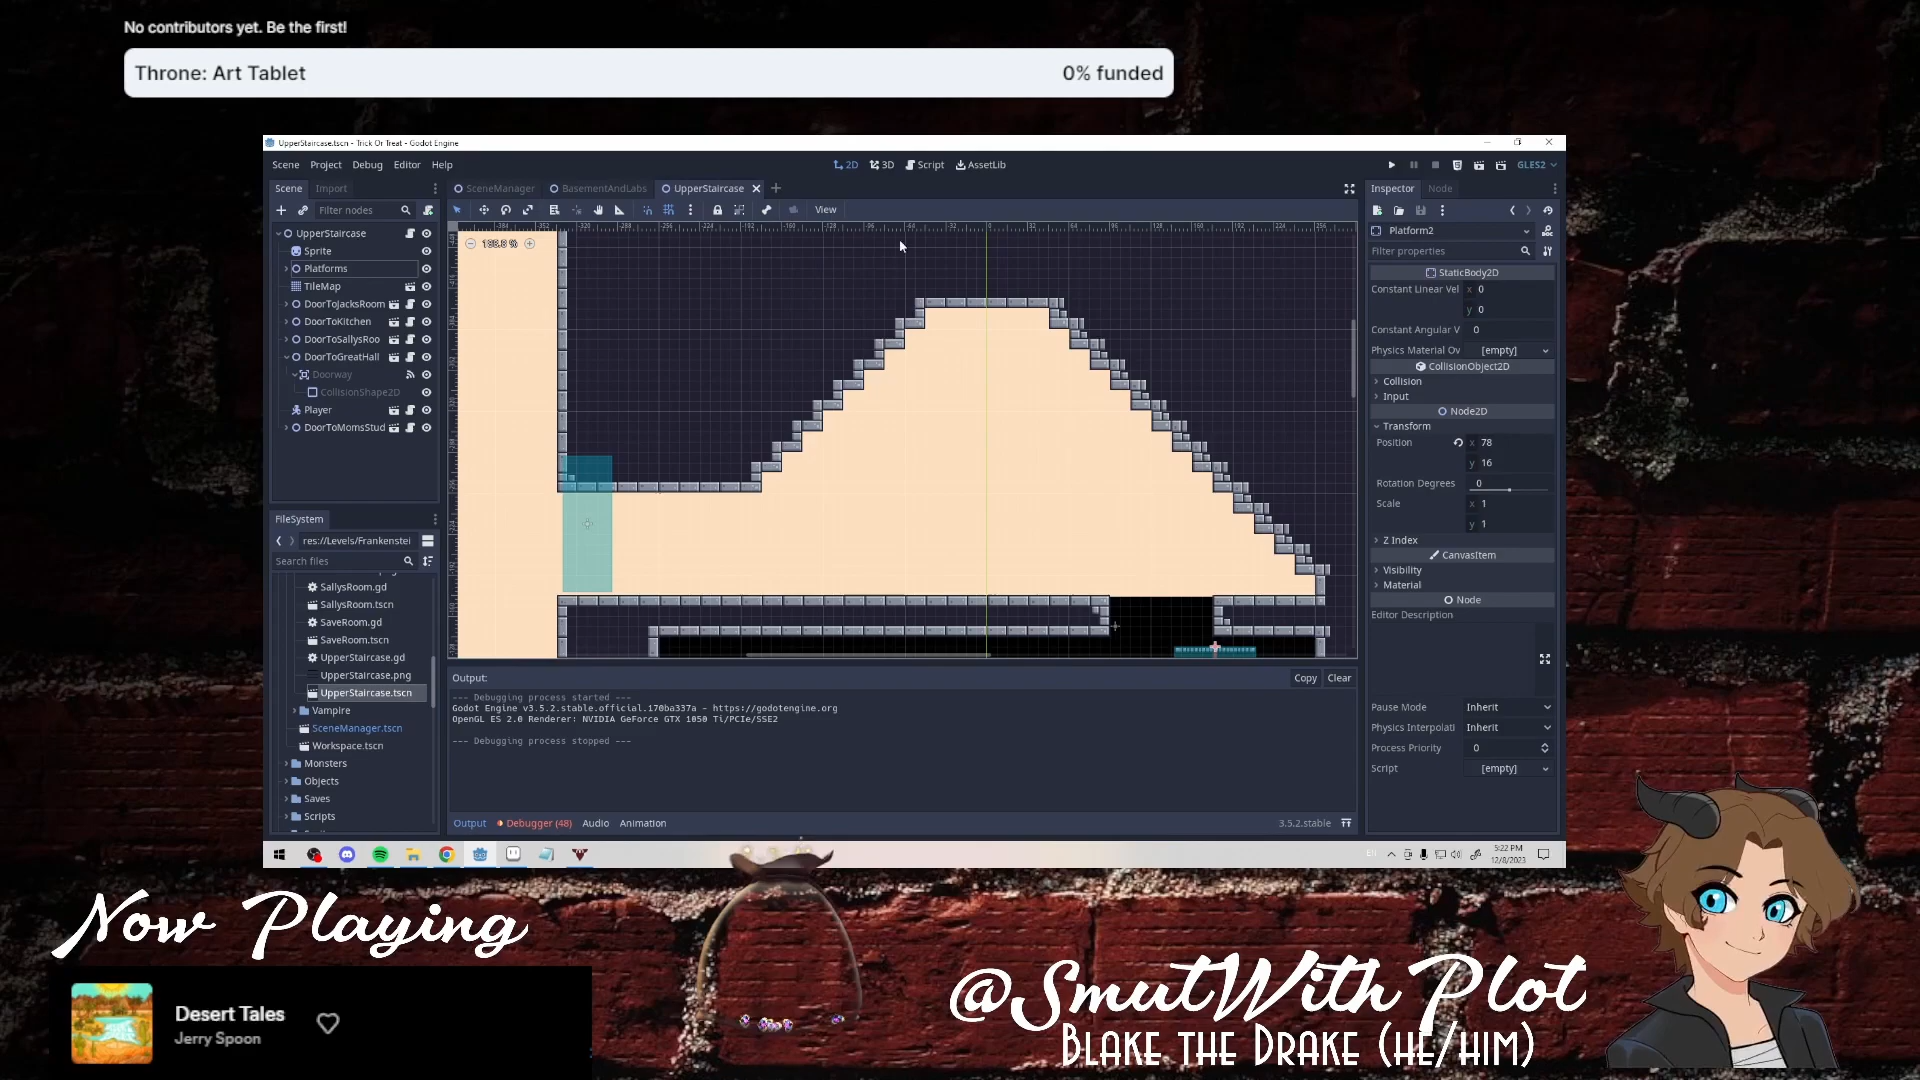 No contributors yet. Be the first!
Throne: Art Tablet 0% funded
UpperStaircase.tscn - Trick Or Treat - Godot Engine
Scene Project Debug Editor Help
2D 3D Script AssetLib
GLES2
Scene Import
SceneManager BasementAndLabs UpperStaircase
Inspector Node
Filter nodes
View
UpperStaircase
Sprite
Platforms
TileMap
DoorToJacksRoom
DoorToKitchen
DoorToSallysRoo
DoorToGreatHall
Doorway
CollisionShape2D
Player
DoorToMomsStud
FileSystem
res://Levels/Frankenstei
Search files
SallysRoom.gd
SallysRoom.tscn
SaveRoom.gd
SaveRoom.tscn
UpperStaircase.gd
UpperStaircase.png
UpperStaircase.tscn
Vampire
SceneManager.tscn
Workspace.tscn
Monsters
Objects
Saves
Scripts
Output: Copy Clear
--- Debugging process started ---
Godot Engine v3.5.2.stable.official.170ba337a - https://godotengine.org
OpenGL ES 2.0 Renderer: NVIDIA GeForce GTX 1050 Ti/PCIe/SSE2
--- Debugging process stopped ---
Output Debugger (48) Audio Animation 3.5.2.stable
Platform2
Filter properties
StaticBody2D
Constant Linear Vel x 0
y 0
Constant Angular V 0
Physics Material Ov [empty]
CollisionObject2D
Collision
Input
Node2D
Transform
Position x 78
y 16
Rotation Degrees 0
Scale x 1
y 1
Z Index
CanvasItem
Visibility
Material
Node
Editor Description
Pause Mode Inherit
Physics Interpolati Inherit
Process Priority 0
Script [empty]
5:22 PM
12/8/2023
Now Playing
Desert Tales
Jerry Spoon
@SmutWithPlot
Blake the Drake (he/him)